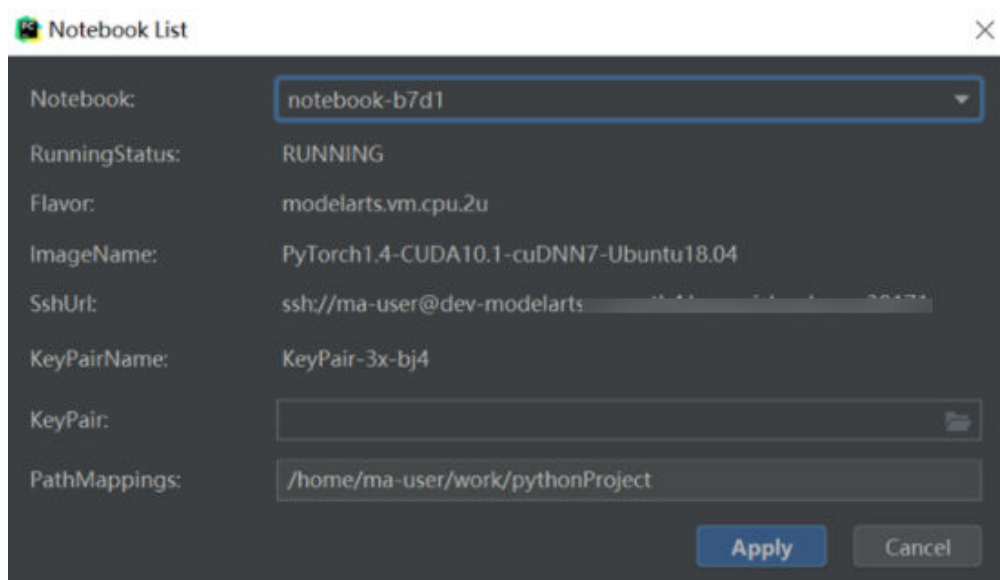 Notebook List
Notebook: notebook-b7d1
RunningStatus: RUNNING
Flavor: modelarts.vm.cpu.2u
ImageName: PyTorch1.4-CUDA10.1-cuDNN7-Ubuntu18.04
SshUrl: ssh://ma-user@dev-modelarts
KeyPairName: KeyPair-3x-bj4
KeyPair:
PathMappings: /home/ma-user/work/pythonProject
Apply Cancel